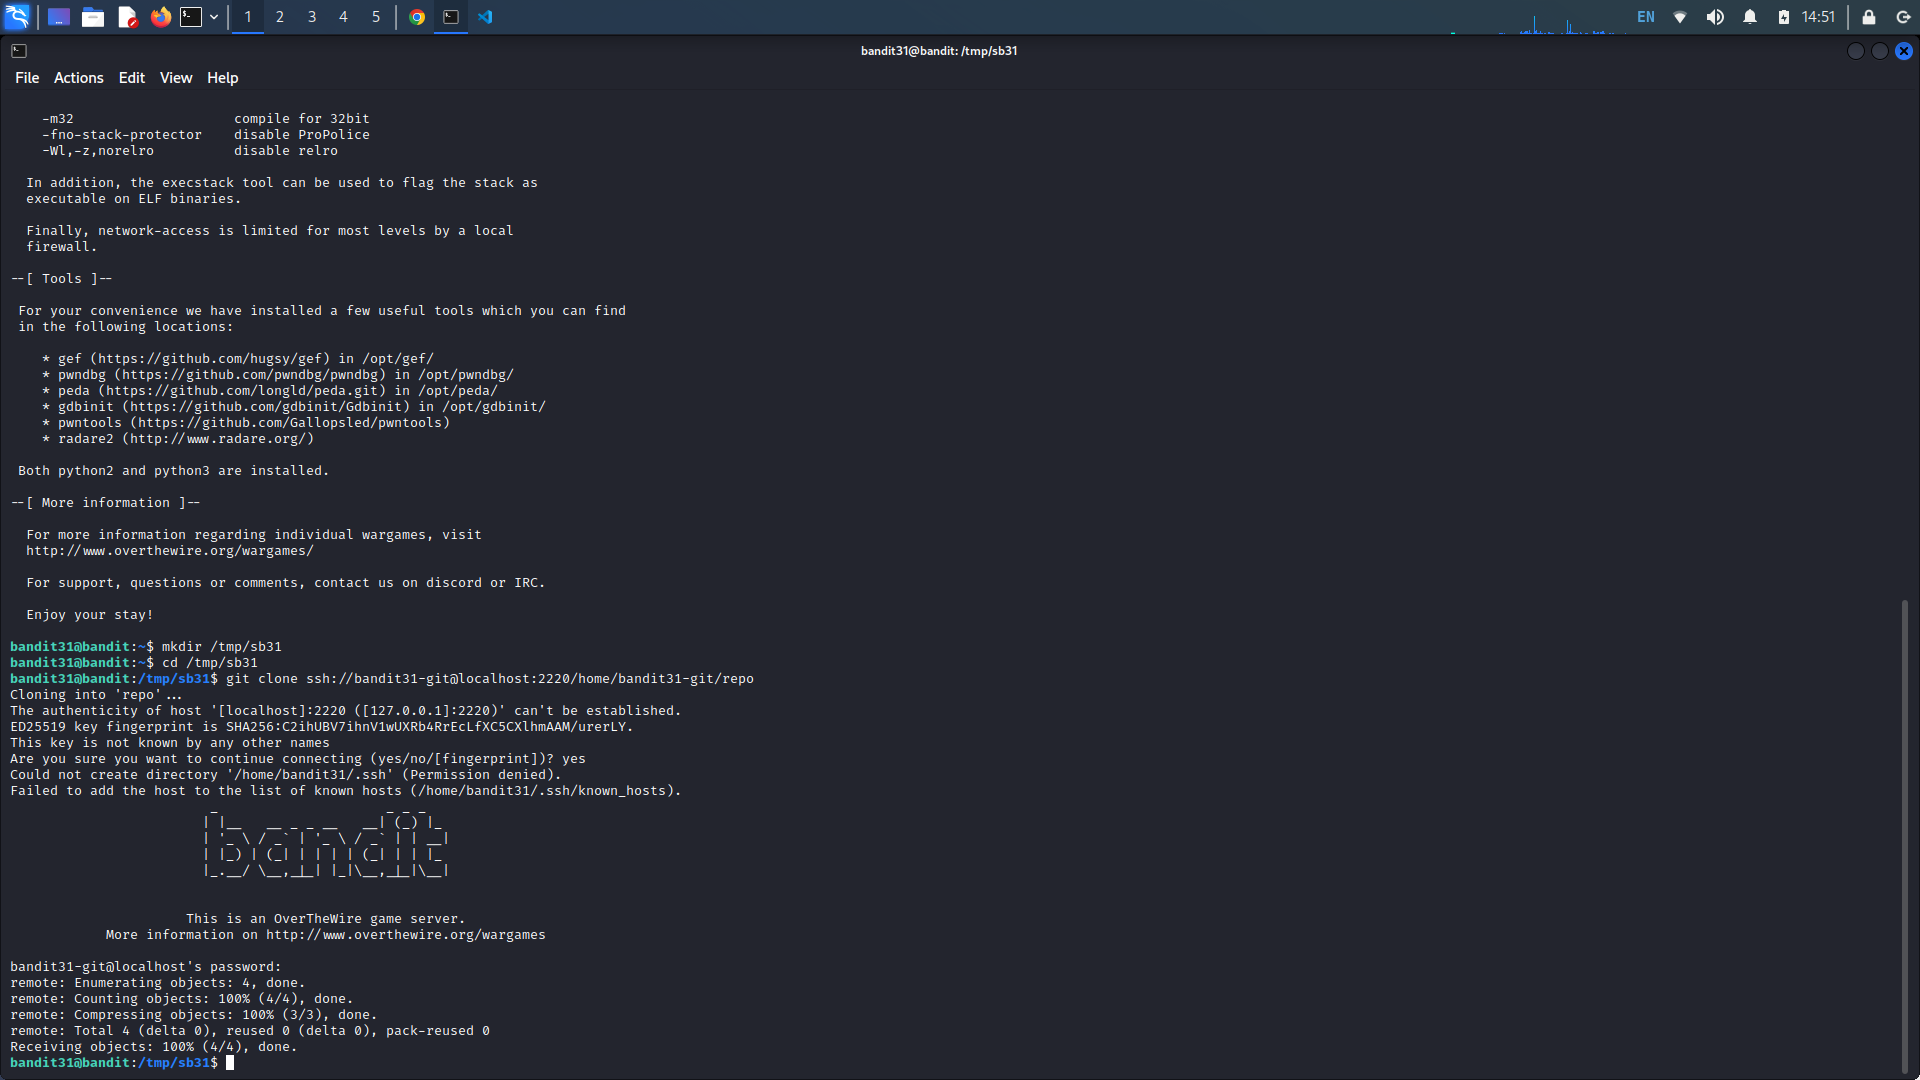 1 2 3 4 5 EN 14:51
bandit31@bandit: /tmp/sb31
File Actions Edit View Help
-m32 compile for 32bit
-fno-stack-protector disable ProPolice
-Wl,-z,norelro disable relro
In addition, the execstack tool can be used to flag the stack as
executable on ELF binaries.
Finally, network-access is limited for most levels by a local
firewall.
--[ Tools ]--
For your convenience we have installed a few useful tools which you can find
in the following locations:
* gef (https://github.com/hugsy/gef) in /opt/gef/
* pwndbg (https://github.com/pwndbg/pwndbg) in /opt/pwndbg/
* peda (https://github.com/longld/peda.git) in /opt/peda/
* gdbinit (https://github.com/gdbinit/Gdbinit) in /opt/gdbinit/
* pwntools (https://github.com/Gallopsled/pwntools)
* radare2 (http://www.radare.org/)
Both python2 and python3 are installed.
--[ More information ]--
For more information regarding individual wargames, visit
http://www.overthewire.org/wargames/
For support, questions or comments, contact us on discord or IRC.
Enjoy your stay!
bandit31@bandit:~$ mkdir /tmp/sb31
bandit31@bandit:~$ cd /tmp/sb31
bandit31@bandit:/tmp/sb31$ git clone ssh://bandit31-git@localhost:2220/home/bandit31-git/repo
Cloning into 'repo'...
The authenticity of host '[localhost]:2220 ([127.0.0.1]:2220)' can't be established.
ED25519 key fingerprint is SHA256:C2ihUBV7ihnV1wUXRb4RrEcLfXC5CXlhmAAM/urerLY.
This key is not known by any other names
Are you sure you want to continue connecting (yes/no/[fingerprint])? yes
Could not create directory '/home/bandit31/.ssh' (Permission denied).
Failed to add the host to the list of known hosts (/home/bandit31/.ssh/known_hosts).
bandit
This is an OverTheWire game server.
More information on http://www.overthewire.org/wargames
bandit31-git@localhost's password:
remote: Enumerating objects: 4, done.
remote: Counting objects: 100% (4/4), done.
remote: Compressing objects: 100% (3/3), done.
remote: Total 4 (delta 0), reused 0 (delta 0), pack-reused 0
Receiving objects: 100% (4/4), done.
bandit31@bandit:/tmp/sb31$